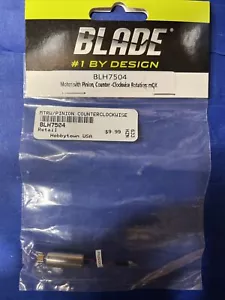 BLADE
#1 BY DESIGN
BLH7504
Motor with Pinion, Counter-Clockwise Rotating: mCX
MTRW/PINION COUNTERCLOCKWISE
BLH7504
Retail
$9.99
Hobbytown USA